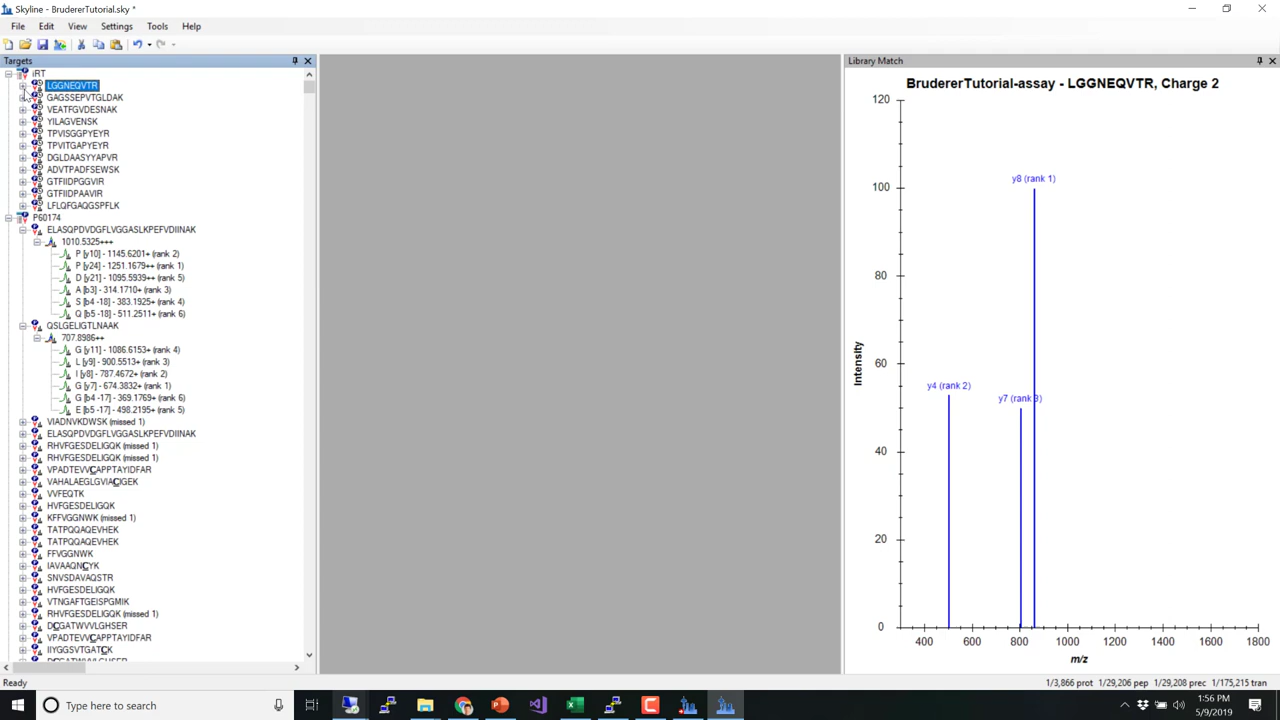 Skyline - BrudererTutorial.sky *
File Edit View Settings Tools Help
Targets
iRT
LGGNEQVTR
GAGSSEPVTGLDAK
VEATFGVDESNAK
YILAGVENSK
TPVISGGPYEYR
TPVITGAPYEYR
DGLDAASYYAPVR
ADVTPADFSEWSK
GTFIIDPGGVIR
GTFIIDPAAVIR
LFLQFGAQGSPFLK
P60174
ELASQPDVDGFLVGGASLKPEFVDIINAK
1010.5325+++
P [y10] - 1145.6201+ (rank 2)
P [y24] - 1251.1679++ (rank 1)
D [y21] - 1095.5939++ (rank 5)
A [b3] - 314.1710+ (rank 3)
S [b4 -18] - 383.1925+ (rank 4)
Q [b5 -18] - 511.2511+ (rank 6)
QSLGELIGTLNAAK
707.8986++
G [y11] - 1086.6153+ (rank 4)
L [y9] - 900.5513+ (rank 3)
I [y8] - 787.4672+ (rank 2)
G [y7] - 674.3832+ (rank 1)
G [b4 -17] - 369.1769+ (rank 6)
E [b5 -17] - 498.2195+ (rank 5)
VIADNVKDWSK (missed 1)
ELASQPDVDGFLVGGASLKPEFVDIINAK
RHVFGESDELIGQK (missed 1)
RHVFGESDELIGQK (missed 1)
VPADTEVVCAPPTAYIDFAR
VAHALAEGLGVIACIGEK
VVFEQTK
HVFGESDELIGQK
KFFVGGNWK (missed 1)
TATPQQAQEVHEK
TATPQQAQEVHEK
FFVGGNWK
IAVAAQNCYK
SNVSDAVAQSTR
HVFGESDELIGQK
VTNGAFTGEISPGMIK
RHVFGESDELIGQK (missed 1)
DCGATWVVLGHSER
VPADTEVVCAPPTAYIDFAR
IIYGGSVTGATCK
DCGATWVVLGHSER
Library Match
BrudererTutorial-assay - LGGNEQVTR, Charge 2
120
100
80
60
40
20
0
Intensity
y8 (rank 1)
y4 (rank 2)
y7 (rank 3)
400 600 800 1000 1200 1400 1600 1800
m/z
Ready
1/3,866 prot 1/29,206 pep 1/29,208 prec 1/175,215 tran
Type here to search
1:56 PM
5/9/2019